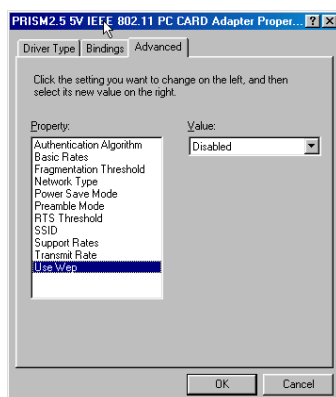 PRISM2.5 5V IEEE 802.11 PC CARD Adapter Proper...
Driver Type
Bindings
Advanced
Click the setting you want to change on the left, and then
select its new value on the right.
Property:
Authentication Algorithm
Basic Rates
Fragmentation Threshold
Network Type
Power Save Mode
Preamble Mode
RTS Threshold
SSID
Support Rates
Transmit Rate
Use Wep
Value:
Disabled
OK
Cancel